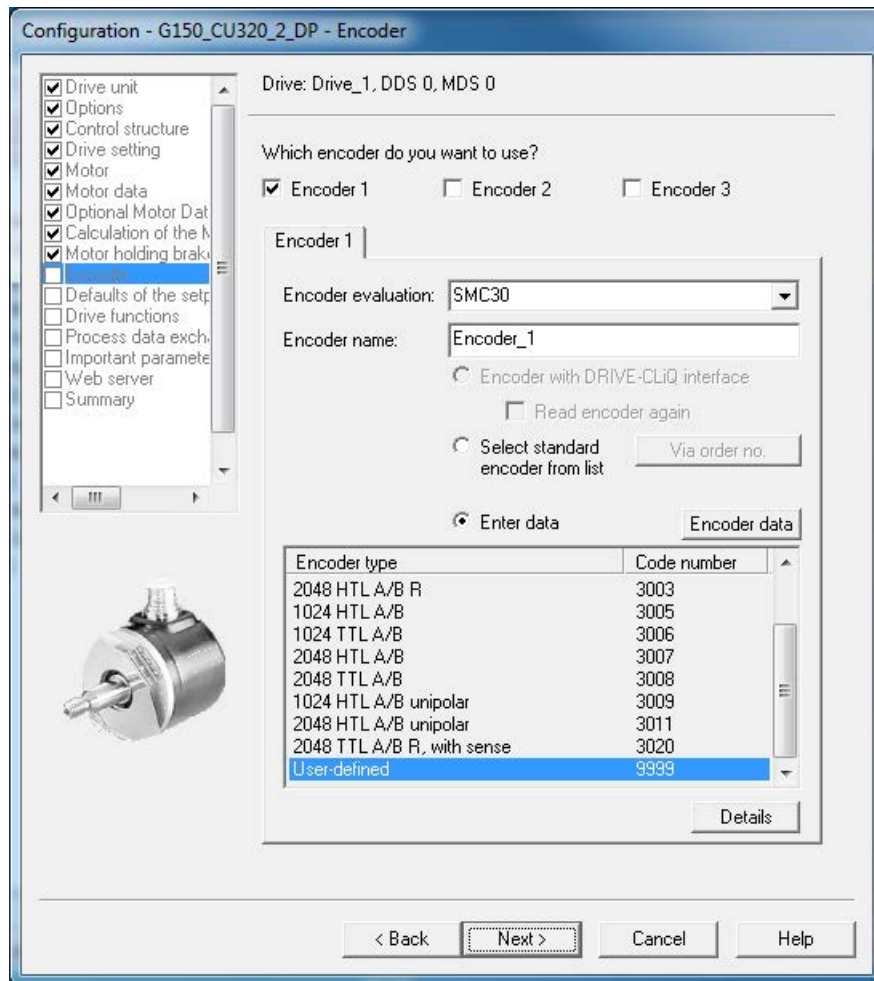 Configuration - G150_CU320_2_DP - Encoder
Drive unit
Options
Control structure
Drive setting
Motor
Motor data
Optional Motor Dat
Calculation of the M
Motor holding brak
Encoder
Defaults of the setp
Drive functions
Process data exch
Important paramete
Web server
Summary
Drive: Drive_1, DDS 0, MDS 0
Which encoder do you want to use?
Encoder 1 Encoder 2 Encoder 3
Encoder 1
Encoder evaluation: SMC30
Encoder name: Encoder_1
Encoder with DRIVE-CLiQ interface
Read encoder again
Select standard
encoder from list
Via order no.
Enter data Encoder data
Encoder type Code number
2048 HTL A/B R 3003
1024 HTL A/B 3005
1024 TTL A/B 3006
2048 HTL A/B 3007
2048 TTL A/B 3008
1024 HTL A/B unipolar 3009
2048 HTL A/B unipolar 3011
2048 TTL A/B R, with sense 3020
User-defined 9999
Details
< Back Next > Cancel Help